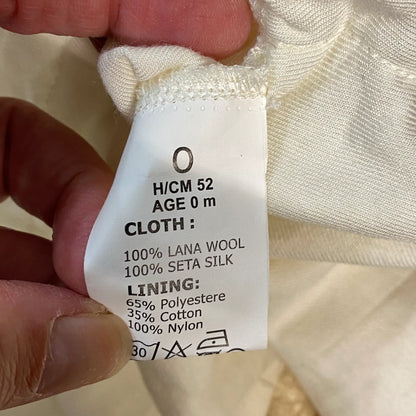 0
H/CM 52
AGE 0 m
CLOTH :
100% LANA WOOL
100% SETA SILK
LINING:
65% Polyestere
35% Cotton
100% Nylon
30